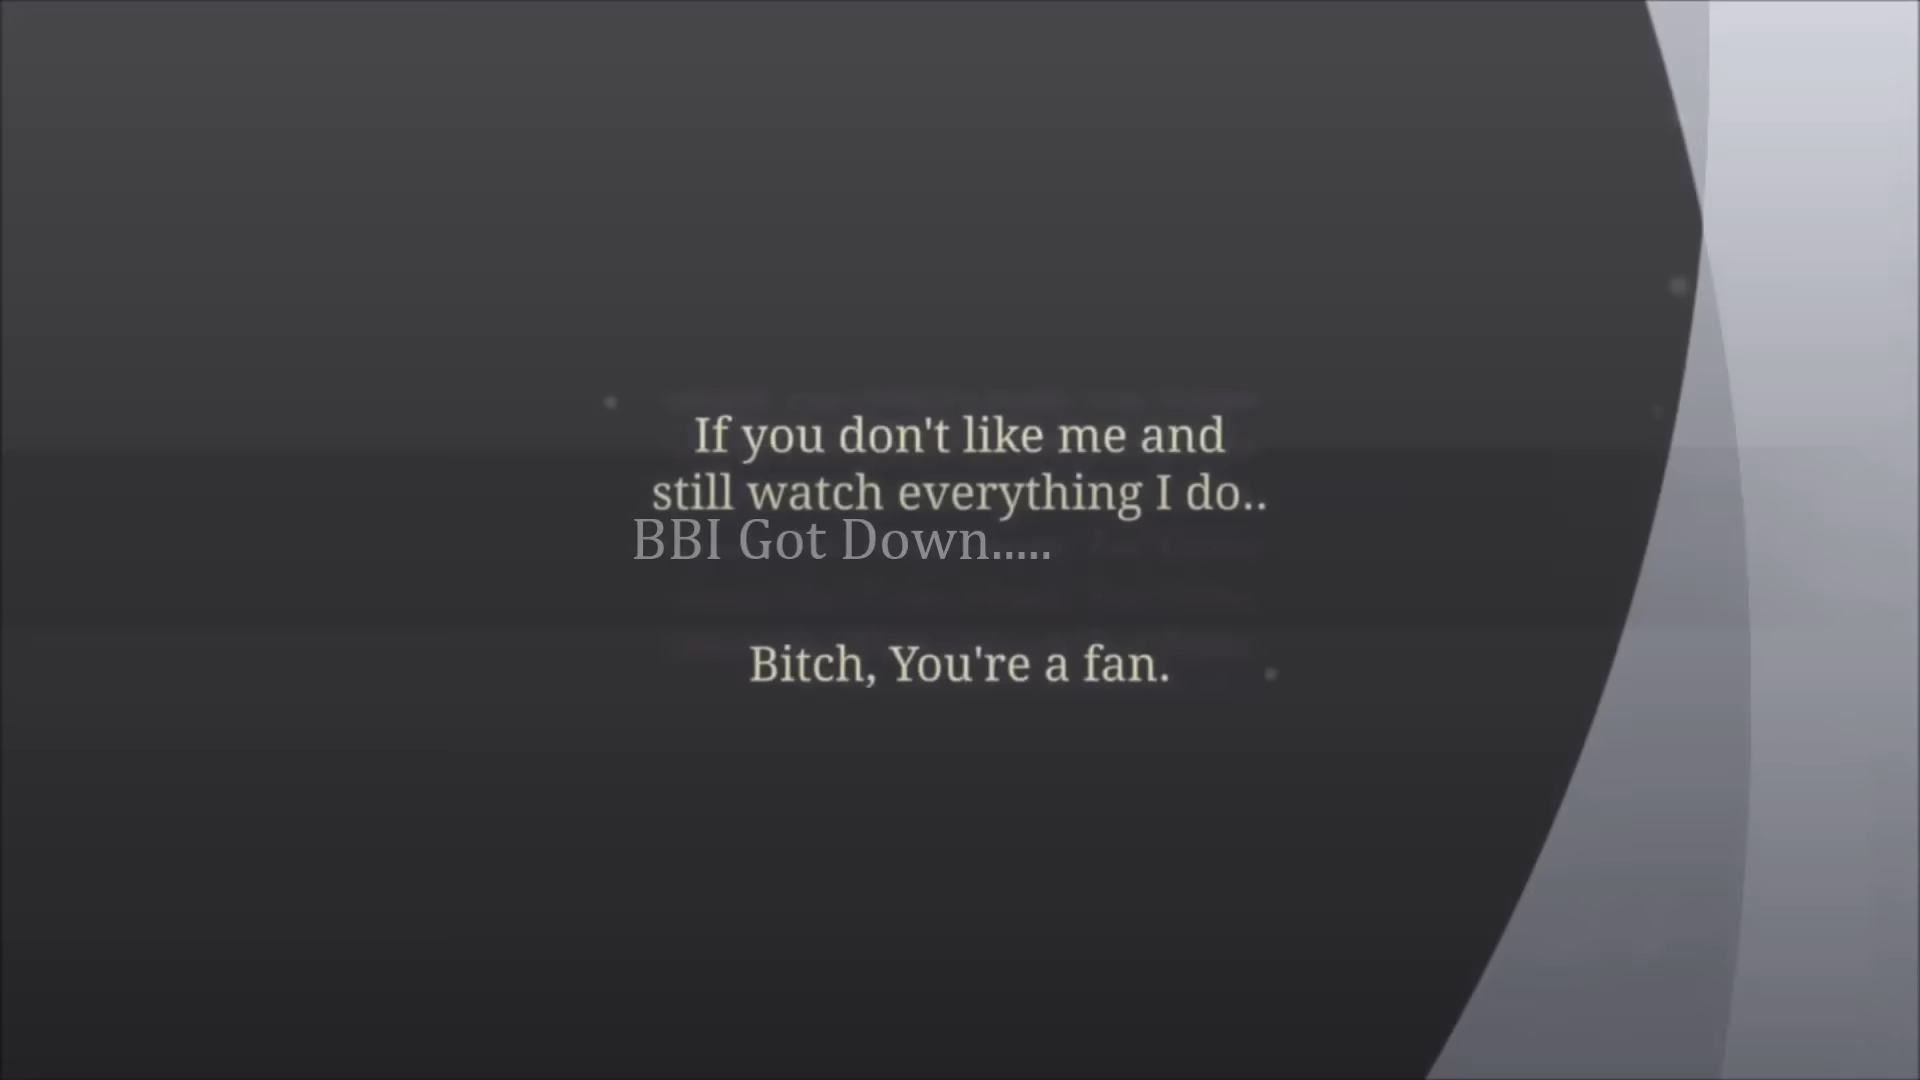 If you don't like me and
still watch everything I do..
BBI Got Down.....
Bitch, You're a fan.